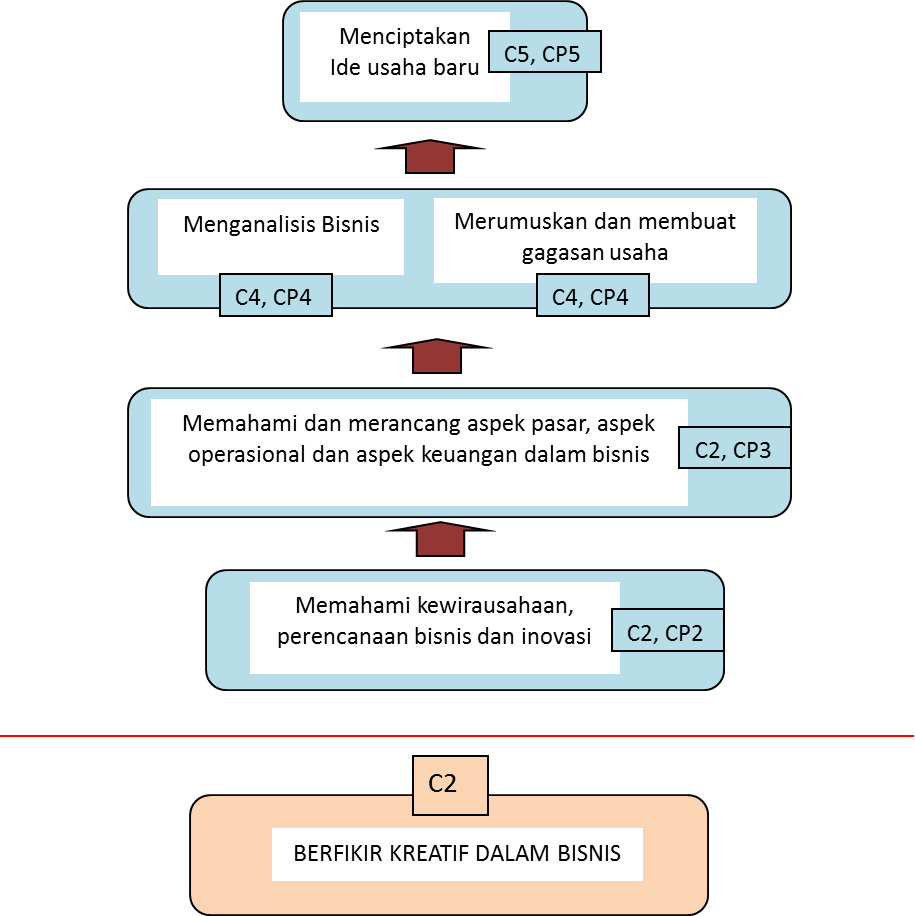 Menciptakan
Ide usaha baru
C5, CP5
Menganalisis Bisnis
C4, CP4
Merumuskan dan membuat
gagasan usaha
C4, CP4
Memahami dan merancang aspek pasar, aspek
operasional dan aspek keuangan dalam bisnis
C2, CP3
Memahami kewirausahaan,
perencanaan bisnis dan inovasi
C2, CP2
C2
BERFIKIR KREATIF DALAM BISNIS